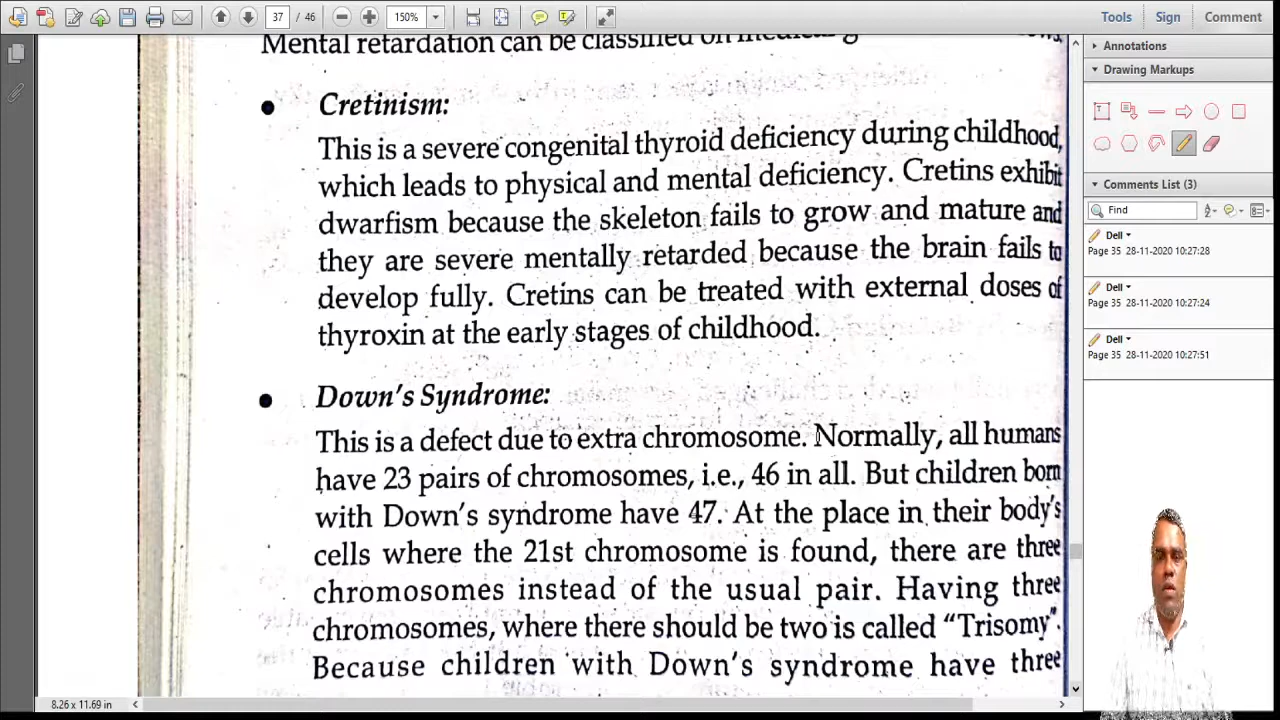 37 / 46
150%
Tools
Sign
Comment
Annotations
Drawing Markups
Comments List (3)
Find
Dell
Page 35 28-11-2020 10:27:28
Dell
Page 35 28-11-2020 10:27:24
Dell
Page 35 28-11-2020 10:27:51
Mental retardation can be classified on
Cretinism:
This is a severe congenital thyroid deficiency during childhood,
which leads to physical and mental deficiency. Cretins exhibit
dwarfism because the skeleton fails to grow and mature and
they are severe mentally retarded because the brain fails to
develop fully. Cretins can be treated with external doses of
thyroxin at the early stages of childhood.
Down's Syndrome:
This is a defect due to extra chromosome. Normally, all humans
have 23 pairs of chromosomes, i.e., 46 in all. But children born
with Down's syndrome have 47. At the place in their body's
cells where the 21st chromosome is found, there are three
chromosomes instead of the usual pair. Having three
chromosomes, where there should be two is called "Trisomy".
Because children with Down's syndrome have three
8.26 x 11.69 in